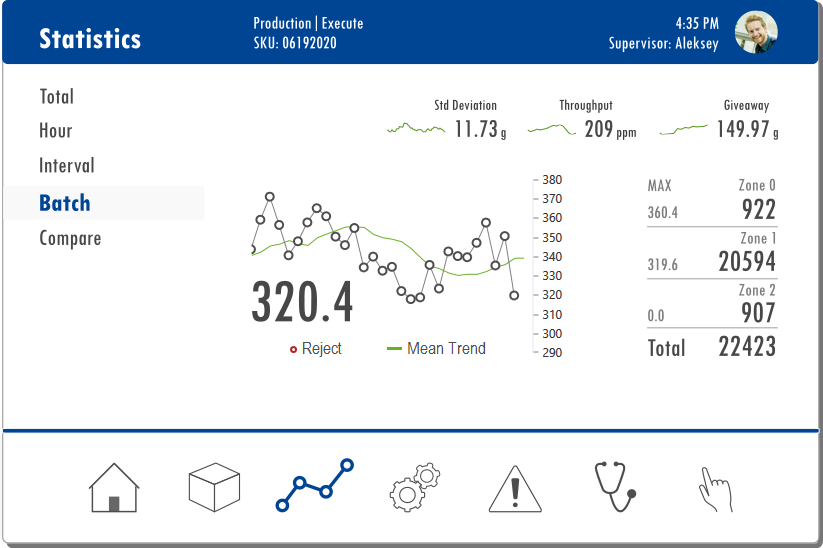 Statistics
Production | Execute
SKU: 06192020
4:35 PM
Supervisor: Aleksey
Total
Hour
Interval
Batch
Compare
Std Deviation
11.73 g
Throughput
209 ppm
Giveaway
149.97 g
380
370
360
350
340
330
320
310
300
290
320.4
Reject
Mean Trend
MAX
Zone 0
360.4
922
Zone 1
319.6
20594
Zone 2
0.0
907
Total
22423